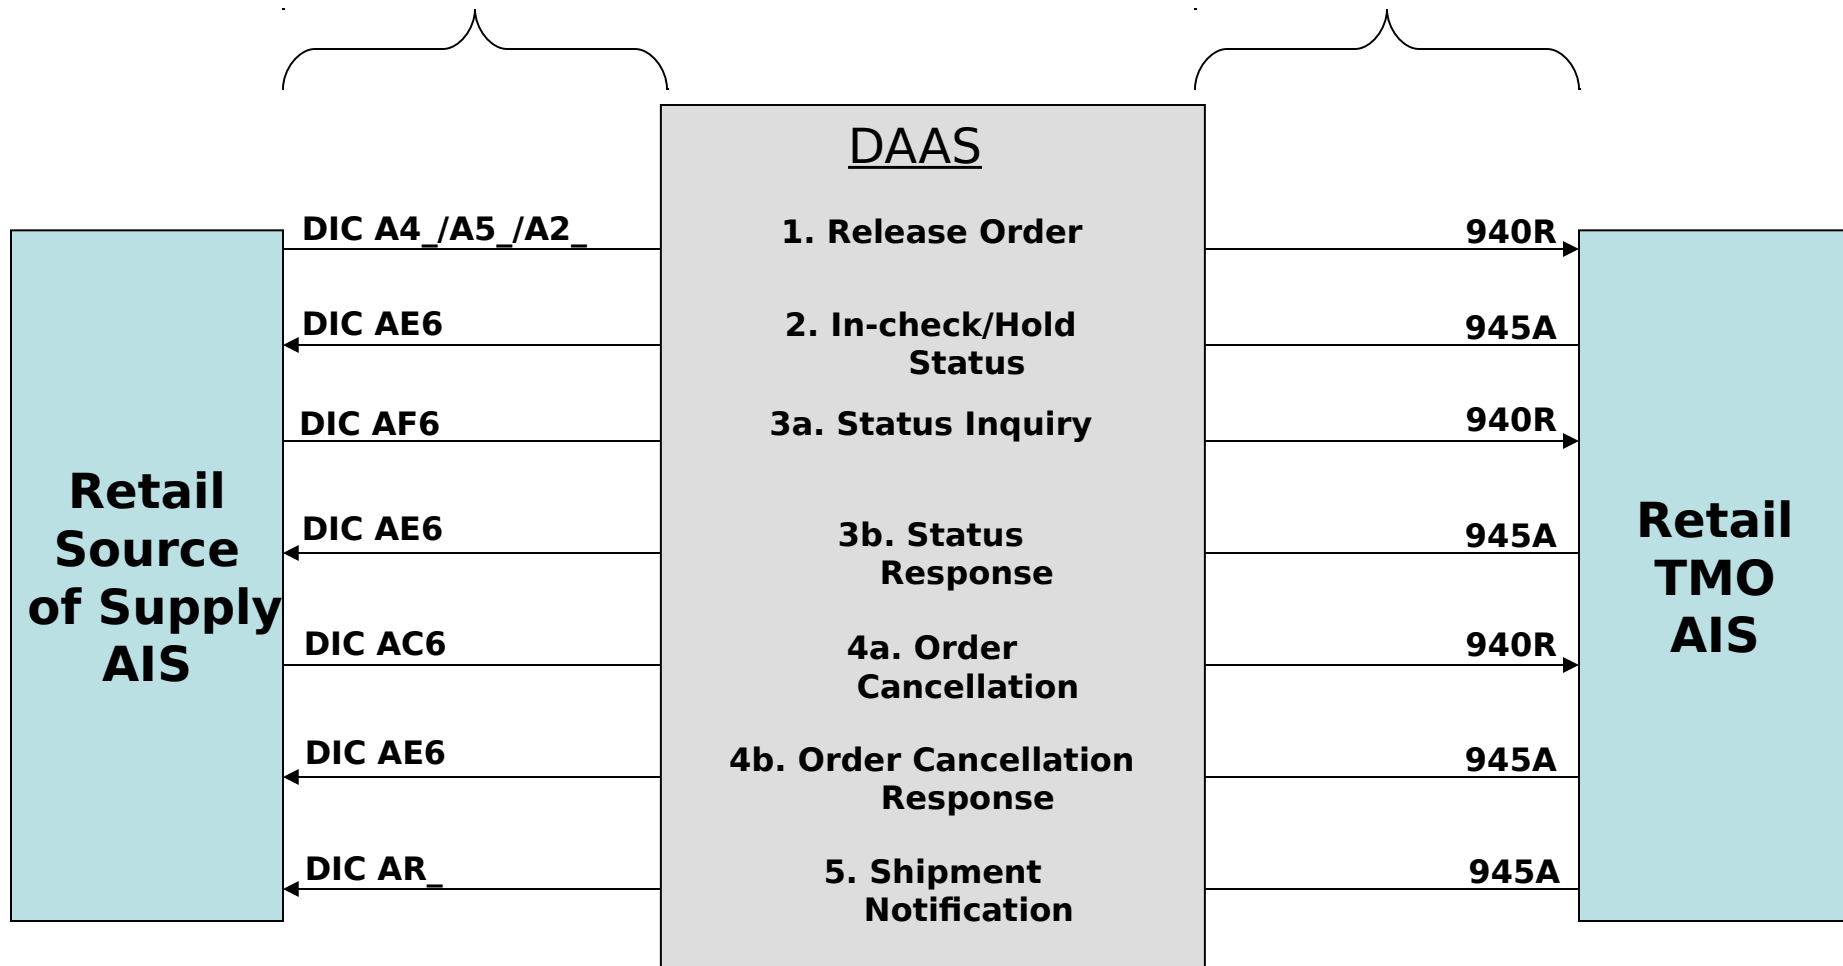 DAAS
DIC A4_/A5_/A2_
1. Release Order
940R
DIC AE6
2. In-check/Hold
Status
945A
DIC AF6
3a. Status Inquiry
940R
Retail
Source
of Supply
AIS
DIC AE6
3b. Status
Response
945A
Retail
TMO
AIS
DIC AC6
4a. Order
Cancellation
940R
DIC AE6
4b. Order Cancellation
Response
945A
DIC AR_
5. Shipment
Notification
945A